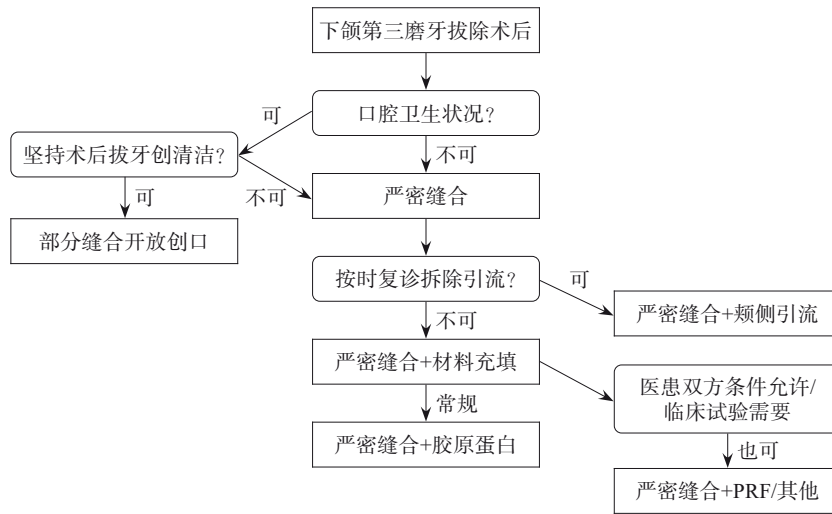 下颌第三磨牙拔除术后
可
口腔卫生状况?
坚持术后拔牙创清洁?
不可
可
不可
严密缝合
部分缝合开放创口
按时复诊拆除引流?
可
不可
严密缝合+颊侧引流
严密缝合+材料充填
医患双方条件允许/
临床试验需要
常规
严密缝合+胶原蛋白
也可
严密缝合+PRF/其他